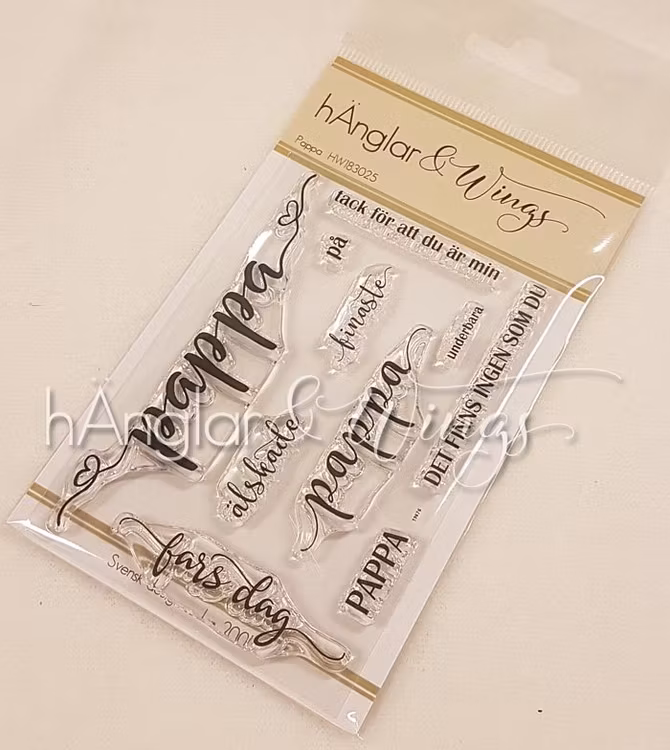 hÄnglar & Wings
Pappa HW183025
tack för att du är min
på
pappa
finaste
underbara
DET FINNS INGEN SOM DU
pappa
älskade
hÄnglar & Wings
PAPPA
fars dag
Svensk